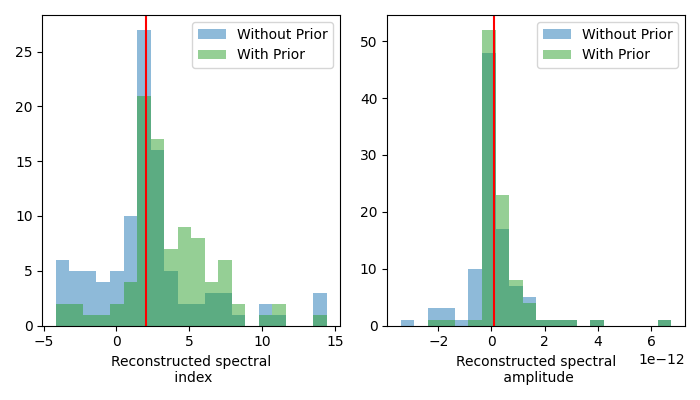 Without Prior
With Prior
25
20
15
10
5
0
−5
0
5
10
15
Reconstructed spectral
index
Without Prior
With Prior
50
40
30
20
10
0
−2
0
2
4
6
1e−12
Reconstructed spectral
amplitude